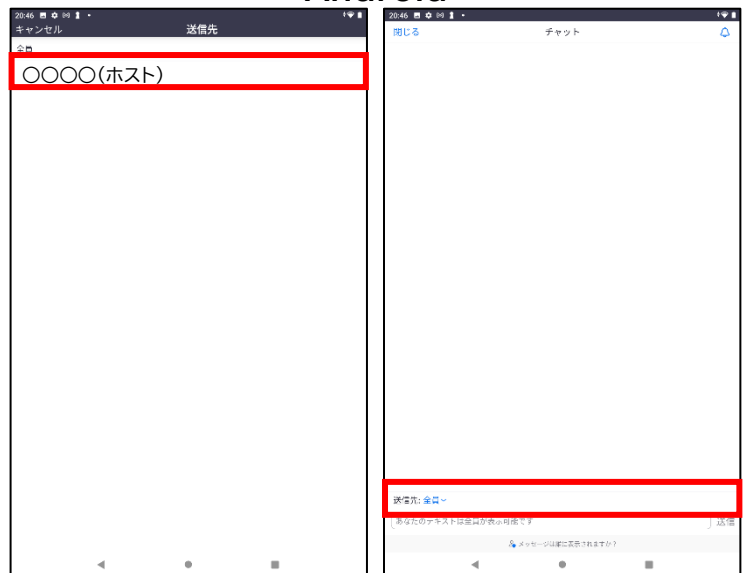 Android
20:46
キャンセル
送信先
全員
○○○○(ホスト)
20:46
閉じる
チャット
送信先: 全員
あなたのテキストは全員が表示可能です
送信
メッセージは誰に表示されますか?